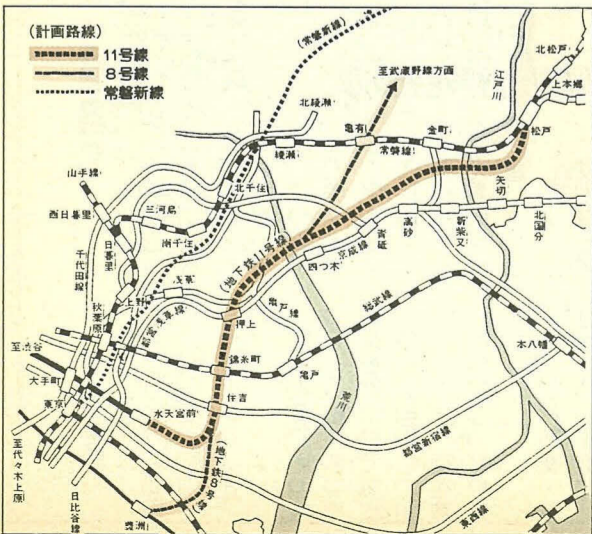 (計画路線)
11号線
8号線
常磐新線
(常磐新線)
至武蔵野線方面
北松戸
上本郷
江戸川
北綾瀬
綾瀬
亀有
常磐線
金町
松戸
山手線
西日暮里
三河島
北千住
南千住
日暮里
千代田線
矢切
北国分
新柴又
高砂
青砥
京成線
四つ木
(地下鉄11号線)
浅草
上野
都営浅草線
押上
亀戸線
総武線
秋葉原
至渋谷
錦糸町
亀戸
本八幡
大手町
東京
水天宮前
住吉
荒川
都営新宿線
至代々木上原
日比谷線
(地下鉄8号線)
豊洲
東西線